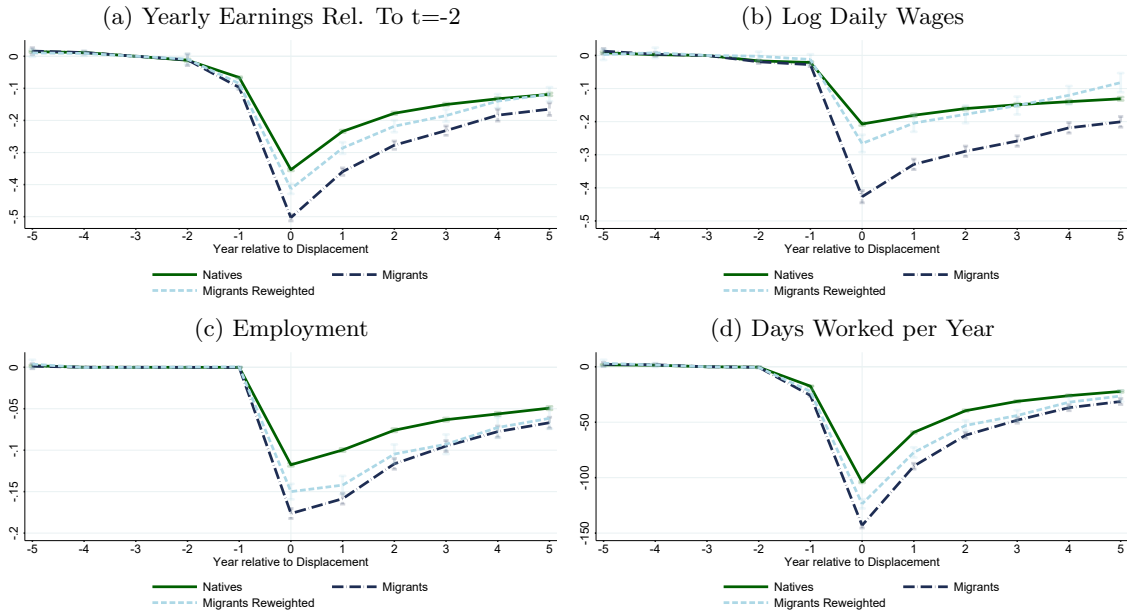 (a) Yearly Earnings Rel. To t=-2
0
-.1
-.2
-.3
-.4
-.5
-5 -4 -3 -2 -1 0 1 2 3 4 5
Year relative to Displacement
Natives Migrants
Migrants Reweighted
(b) Log Daily Wages
0
-.1
-.2
-.3
-.4
-.5
-5 -4 -3 -2 -1 0 1 2 3 4 5
Year relative to Displacement
Natives Migrants
Migrants Reweighted
(c) Employment
0
-.05
-.1
-.15
-.2
-5 -4 -3 -2 -1 0 1 2 3 4 5
Year relative to Displacement
Natives Migrants
Migrants Reweighted
(d) Days Worked per Year
0
-50
-100
-150
-5 -4 -3 -2 -1 0 1 2 3 4 5
Year relative to Displacement
Natives Migrants
Migrants Reweighted